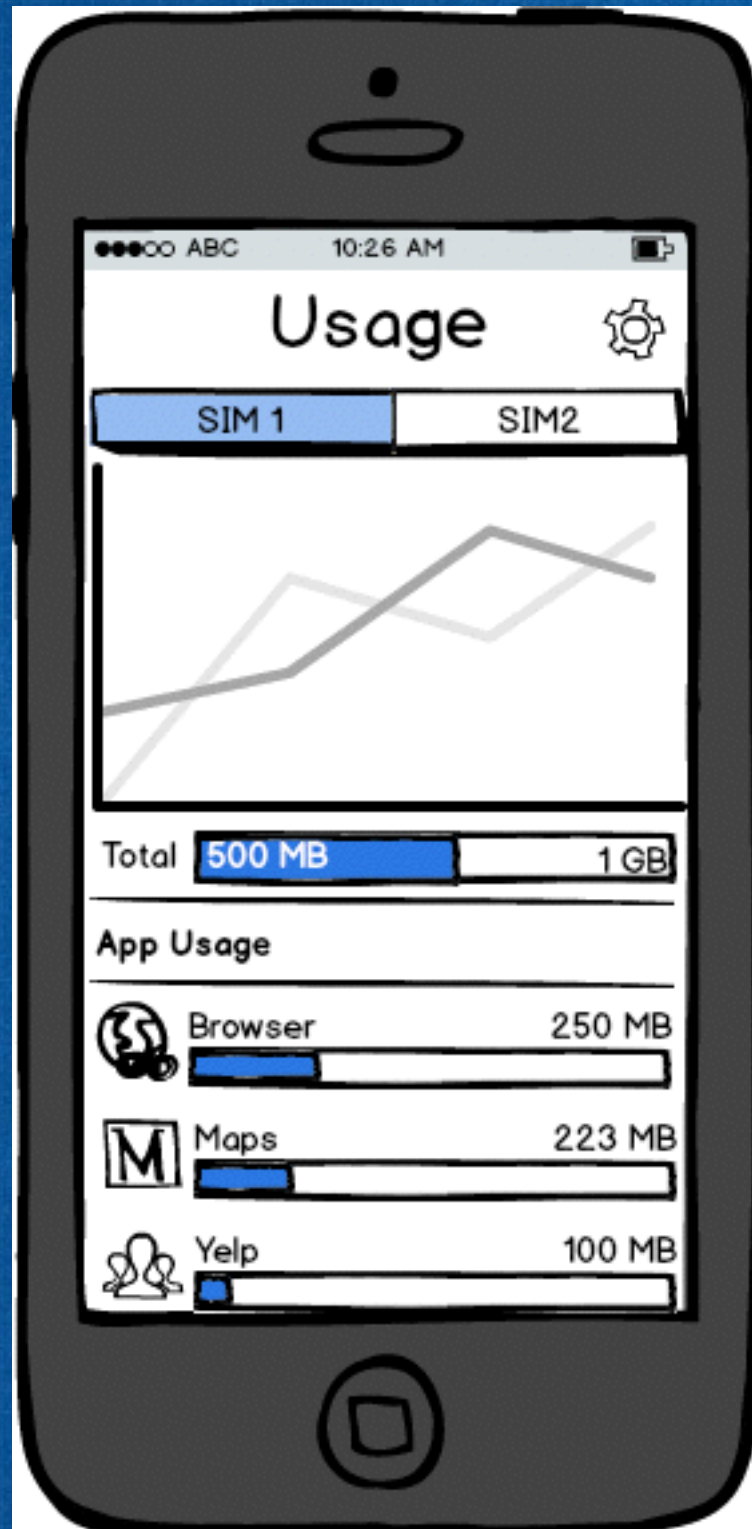 ABC 10:26 AM
Usage
SIM 1 SIM2
Total 500 MB 1 GB
App Usage
Browser 250 MB
M Maps 223 MB
Yelp 100 MB